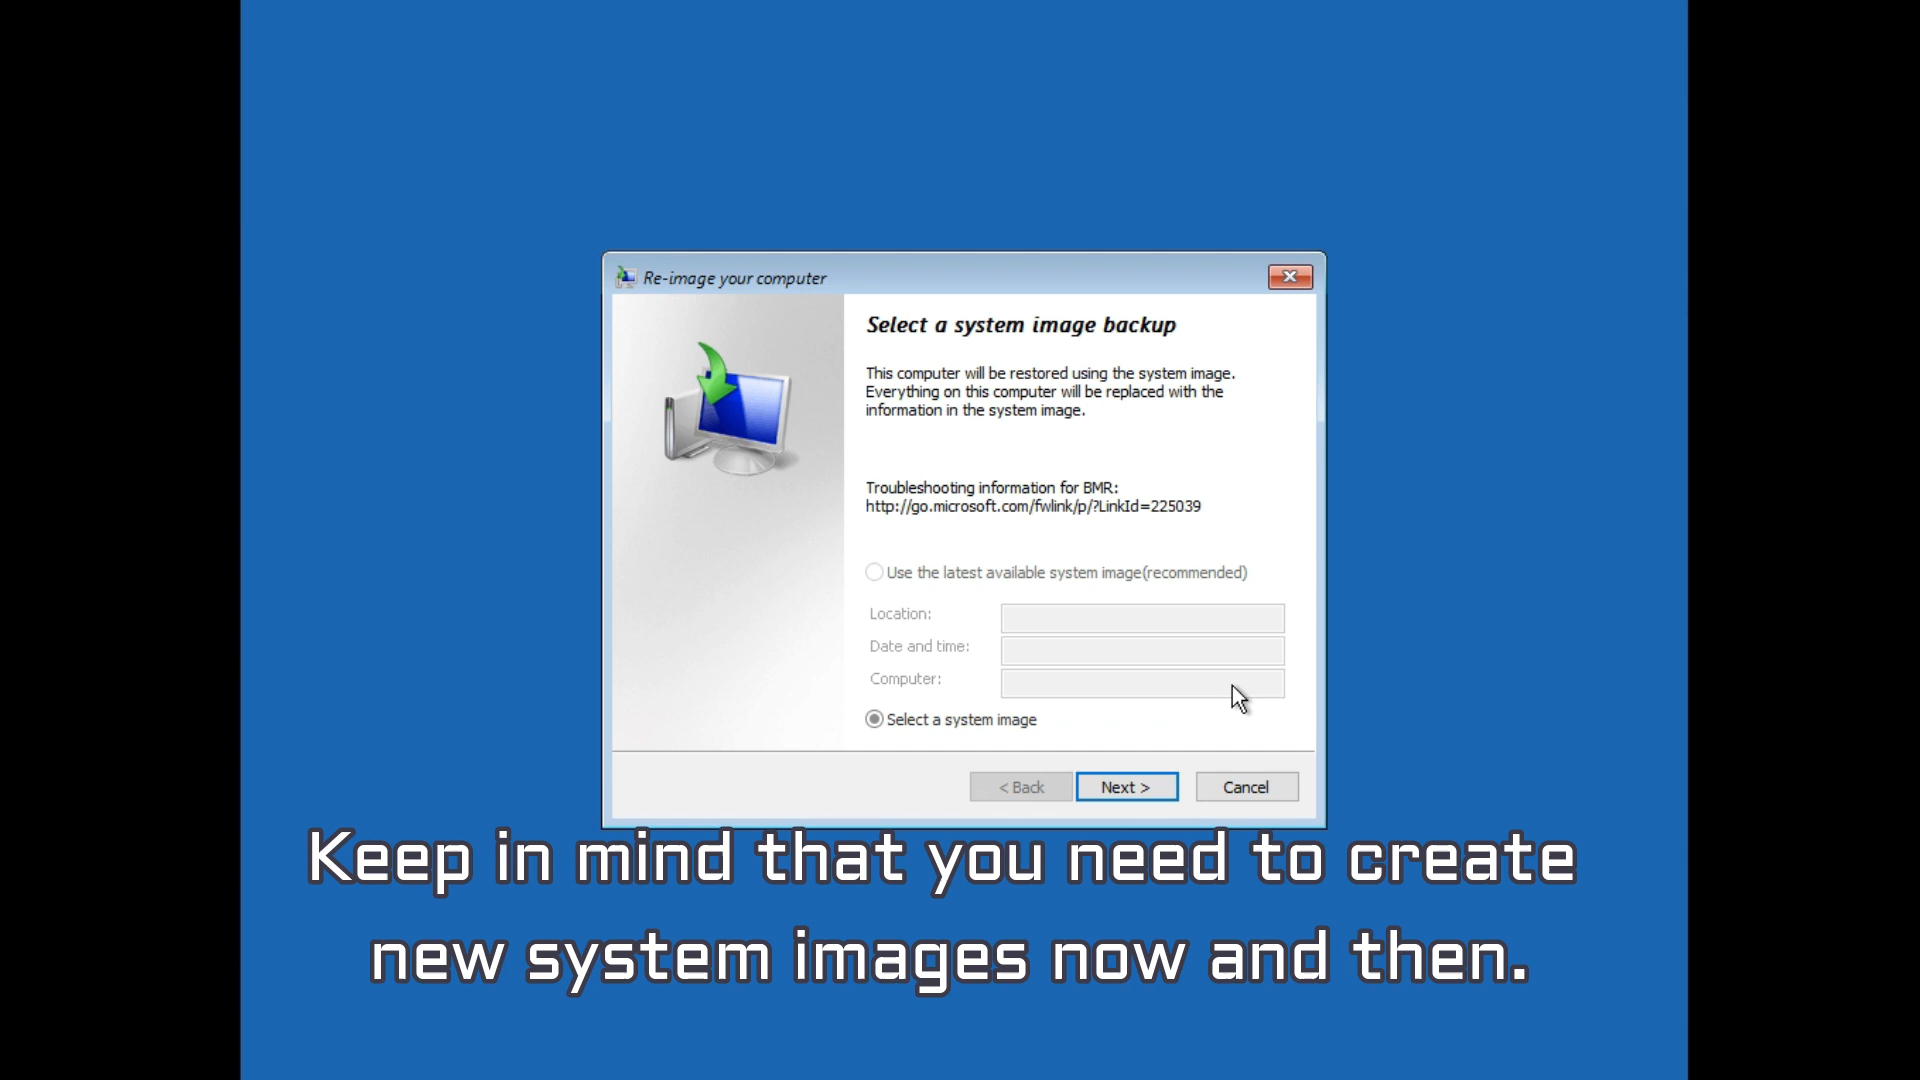 Re-image your computer
Select a system image backup
This computer will be restored using the system image.
Everything on this computer will be replaced with the
information in the system image.
Troubleshooting information for BMR:
http://go.microsoft.com/fwlink/p/?LinkId=225039
Use the latest available system image(recommended)
Location:
Date and time:
Computer:
Select a system image
< Back Next > Cancel
Keep in mind that you need to create
new system images now and then.